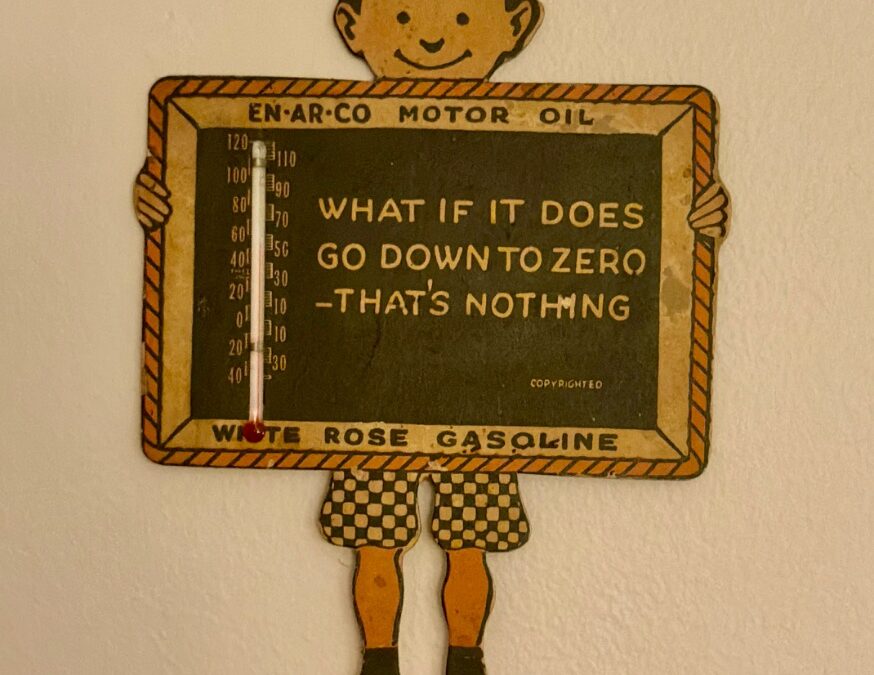 EN·AR·CO MOTOR OIL
120
110
100
90
80
70
60
50
40
30
20
10
0
10
20
30
40
WHAT IF IT DOES
GO DOWN TO ZERO
–THAT'S NOTHING
COPYRIGHTED
WHITE ROSE GASOLINE